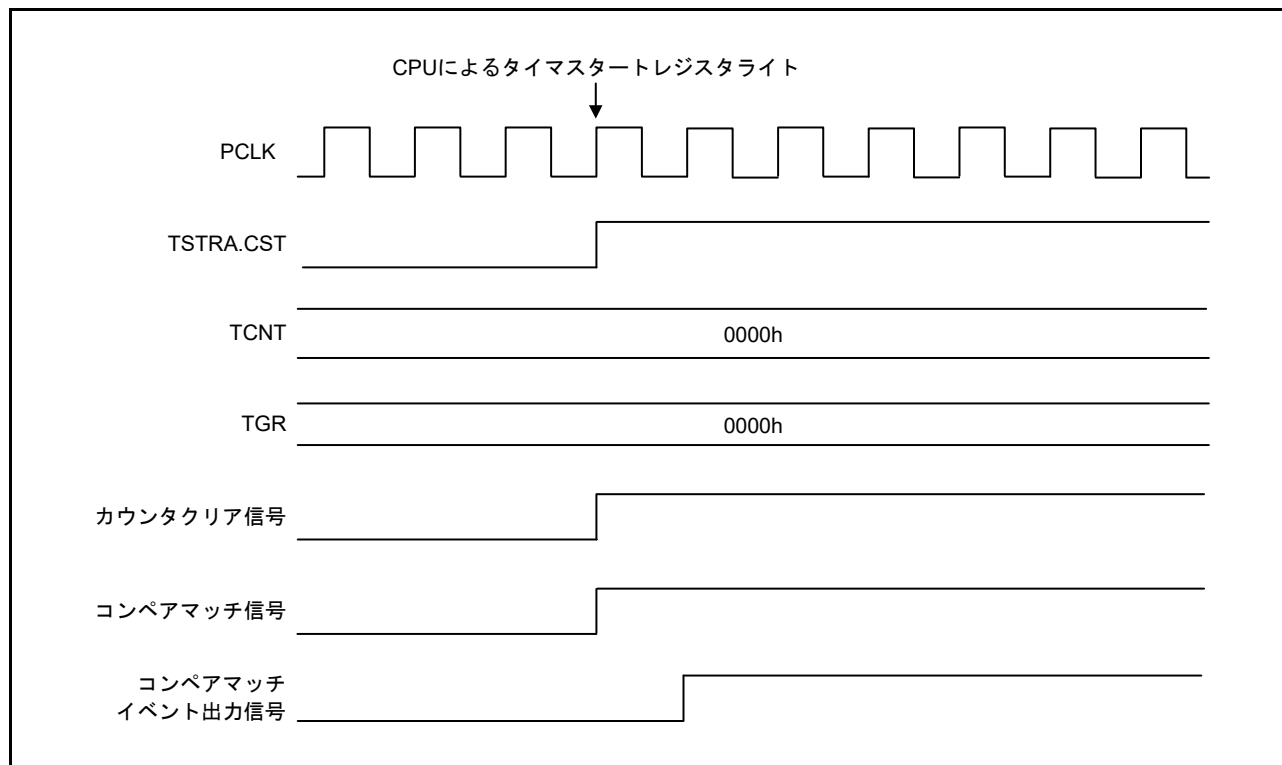 CPUによるタイマスタートレジスタライト
PCLK
TSTRA.CST
TCNT
0000h
TGR
0000h
カウンタクリア信号
コンペアマッチ信号
コンペアマッチ
イベント出力信号